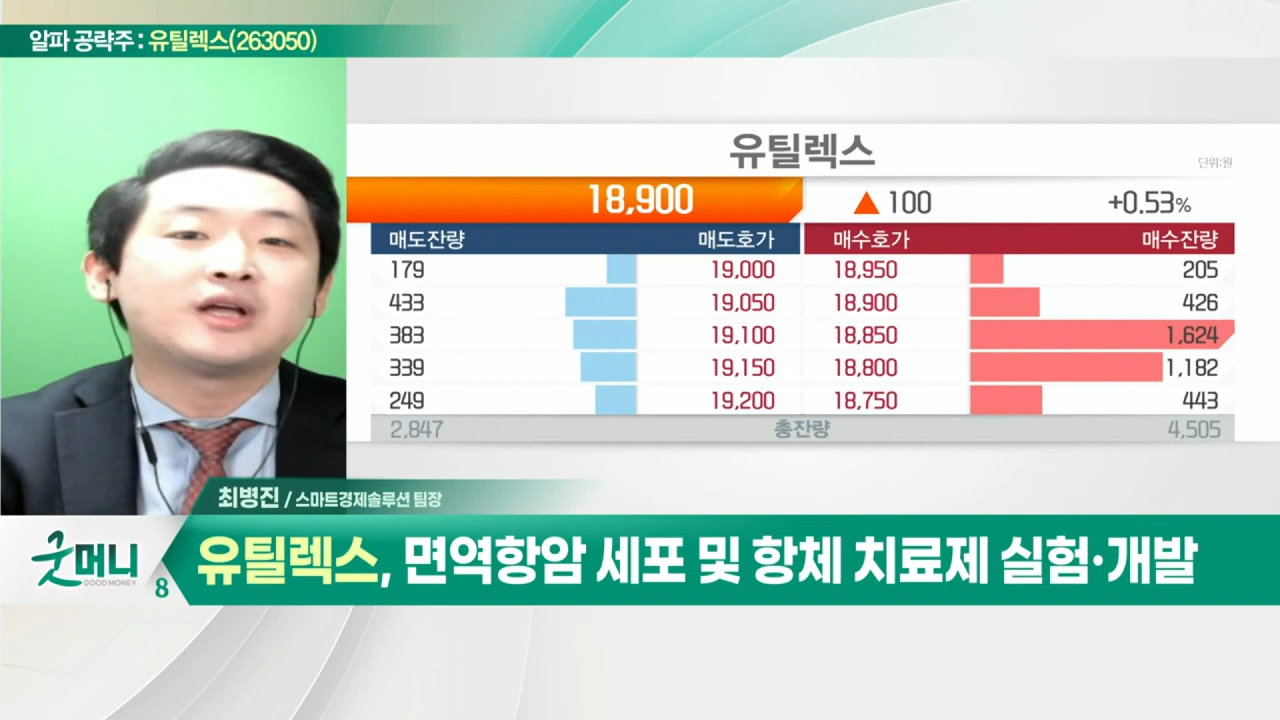 알파 공략주 : 유틸렉스(263050)
유틸렉스
단위:원
18,900 ▲ 100 +0.53%
매도잔량 매도호가 매수호가 매수잔량
179 19,000 18,950 205
433 19,050 18,900 426
383 19,100 18,850 1,624
339 19,150 18,800 1,182
249 19,200 18,750 443
2,847 총잔량 4,505
최병진 / 스마트경제솔루션 팀장
굿머니
GOOD MONEY
8
유틸렉스, 면역항암 세포 및 항체 치료제 실험·개발